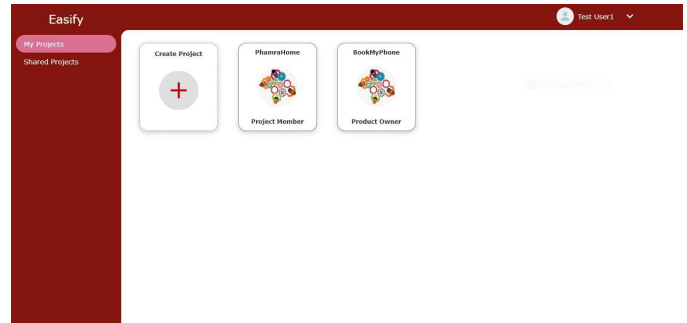 Easify
Test User1
My Projects
Shared Projects
Create Project
PhamraHome
BookMyPhone
Project Member
Product Owner